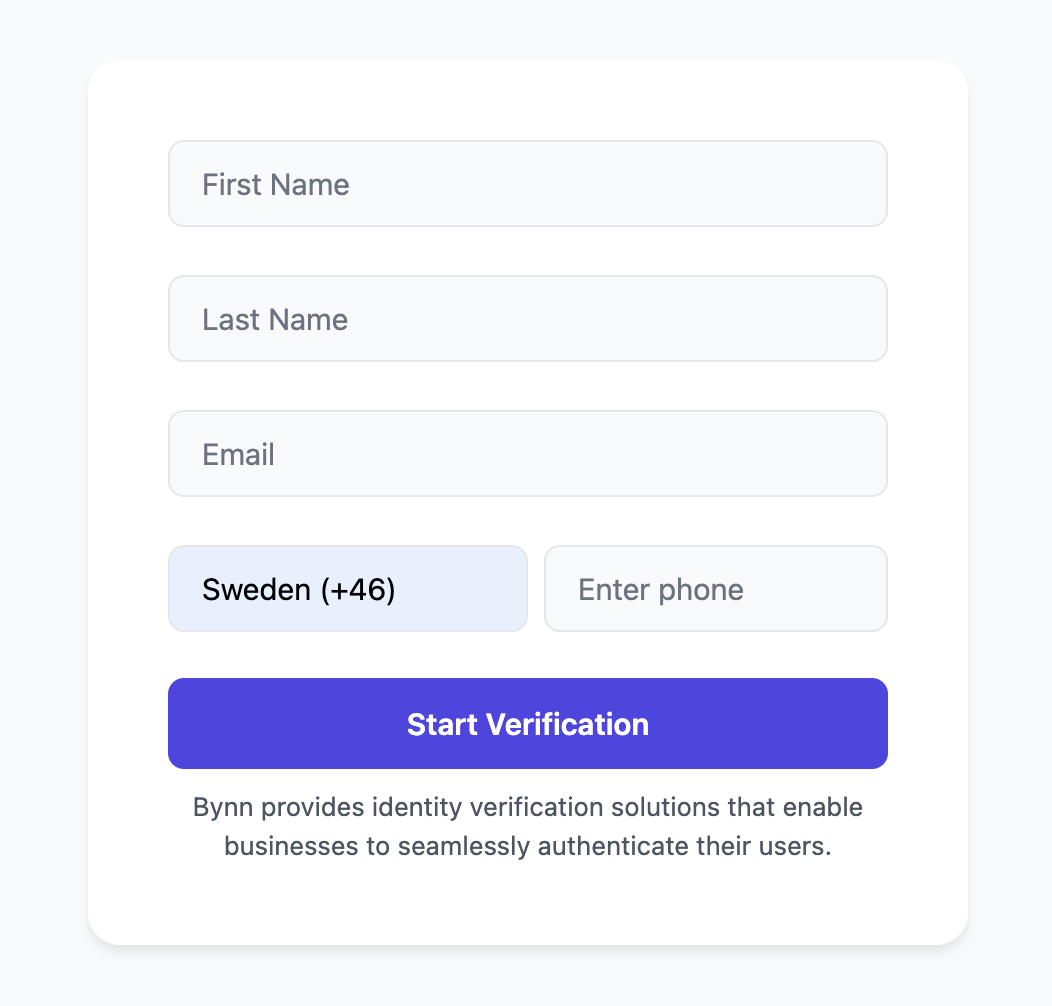 First Name
Last Name
Email
Sweden (+46)
Enter phone
Start Verification
Bynn provides identity verification solutions that enable
businesses to seamlessly authenticate their users.